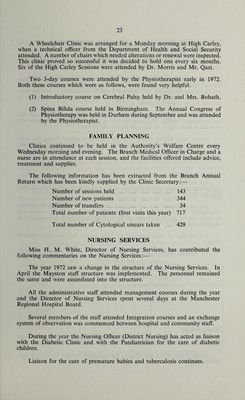 23
A Wheelchair Clinic was arranged for a Monday morning at High Carley,
when a technical officer from the Department of Health and Social Security
attended. A number of chairs which needed alterations or renewal were inspected.
This clinic proved so successful it was decided to hold one every six months.
Six of the High Carley Sessions were attended by Dr. Morris and Mr. Qazi.
Two 3-day courses were attended by the Physiotherapist early in 1972.
Both these courses which were as follows, were found very helpful.
(1) Introductory course on Cerebral Palsy held by Dr. and Mrs. Bobath.
(2) Spina Bifida course held in Birmingham. The Annual Congress of
Physiotherapy was held in Durham during September and was attended
by the Physiotherapist.
FAMILY PLANNING
Clinics continued to be held in the Authority's Welfare Centre every
Wednesday morning and evening. The Branch Medical Officer in Charge and a
nurse are in attendance at each session, and the facilities offered include advice,
treatment and supplies.
The following information has been extracted from the Branch Annual
Return which has been kindly supplied by the Clinic Secretary:—
Number of sessions held 143
Number of new patients 344
Number of transfers 34
Total number of patients (first visits this year) 717
Total number of Cytological smears taken 429
NURSING SERVICES
Miss H. M. White, Director of Nursing Services, has contributed the
following commentaries on the Nursing Services:—
The year 1972 saw a change in the structure of the Nursing Services. In
April the Mayston staff structure was implemented. The personnel remained
the same and were assimilated into the structure.
All the administrative staff attended management courses during the year
and the Director of Nursing Services spent several days at the Manchester
Regional Hospital Board.
Several members of the staff attended Integration courses and an exchange
system of observation was commenced between hospital and community staff.
During the year the Nursing Officer (District Nursing) has acted as liaison
with the Diabetic Clinic and with the Paediatrician for the care of diabetic
children.
Liaison for the care of premature babies and tuberculosis continues.